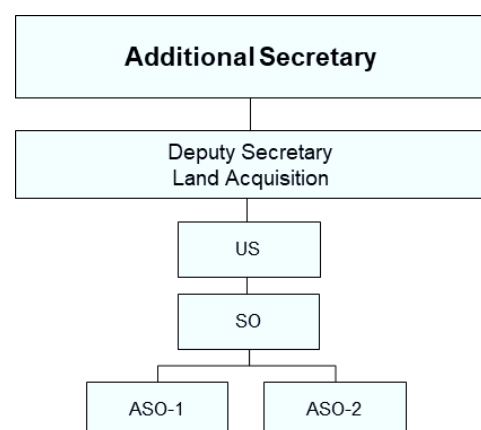 Additional Secretary
Deputy Secretary
Land Acquisition
US
SO
ASO-1
ASO-2